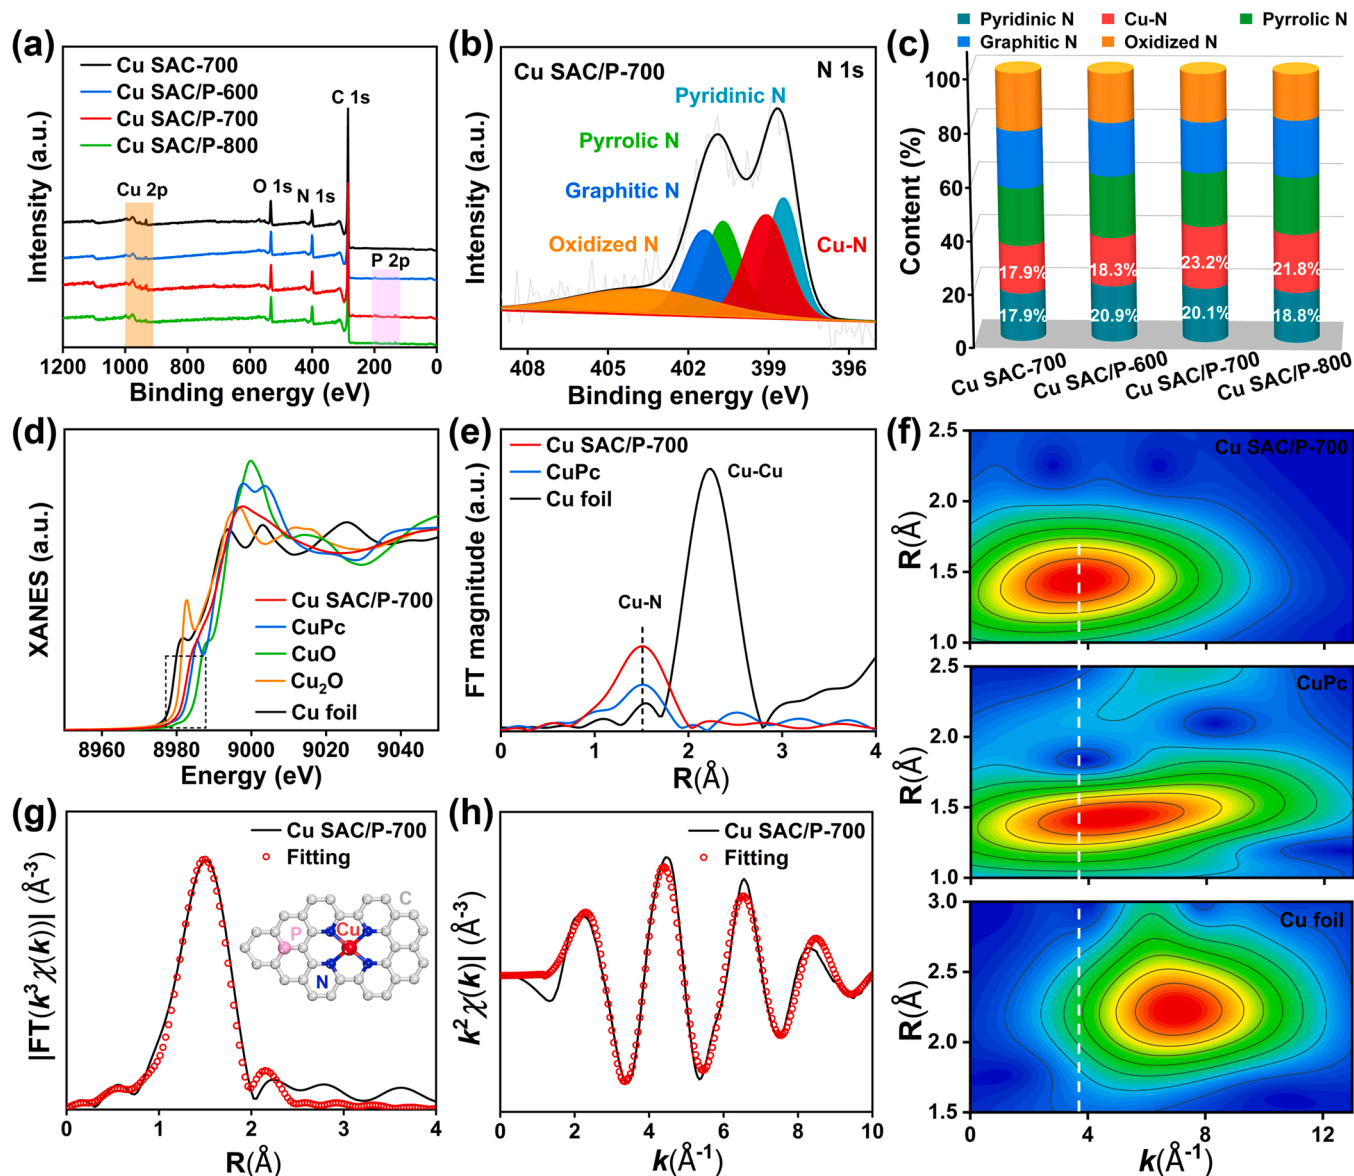 (a)
Cu SAC-700
Cu SAC/P-600
Cu SAC/P-700
Cu SAC/P-800
C 1s
Cu 2p
O 1s
N 1s
P 2p
Intensity (a.u.)
1200 1000 800 600 400 200 0
Binding energy (eV)
(b)
Cu SAC/P-700
N 1s
Pyridinic N
Pyrrolic N
Graphitic N
Oxidized N
Cu-N
Intensity (a.u.)
408 405 402 399 396
Binding energy (eV)
Pyridinic N Cu-N Pyrrolic N
Graphitic N Oxidized N
(c)
Content (%)
100
80
60
40
20
0
17.9% 18.3% 23.2% 21.8%
17.9% 20.9% 20.1% 18.8%
Cu SAC-700 Cu SAC/P-600 Cu SAC/P-700 Cu SAC/P-800
(d)
XANES (a.u.)
Cu SAC/P-700
CuPc
CuO
Cu₂O
Cu foil
8960 8980 9000 9020 9040
Energy (eV)
(e)
Cu SAC/P-700
CuPc
Cu foil
Cu-Cu
Cu-N
FT magnitude (a.u.)
0 1 2 3 4
R(Å)
(f)
Cu SAC/P-700
2.5
2.0
1.5
1.0
R(Å)
CuPc
2.5
2.0
1.5
1.0
R(Å)
Cu foil
3.0
2.5
2.0
1.5
R(Å)
0 4 8 12
k(Å⁻¹)
(g)
Cu SAC/P-700
Fitting
C
P
Cu
N
|FT(k³χ(k))| (Å⁻³)
0 1 2 3 4
R(Å)
(h)
Cu SAC/P-700
Fitting
k²χ(k)| (Å⁻³)
0 2 4 6 8 10
k(Å⁻¹)